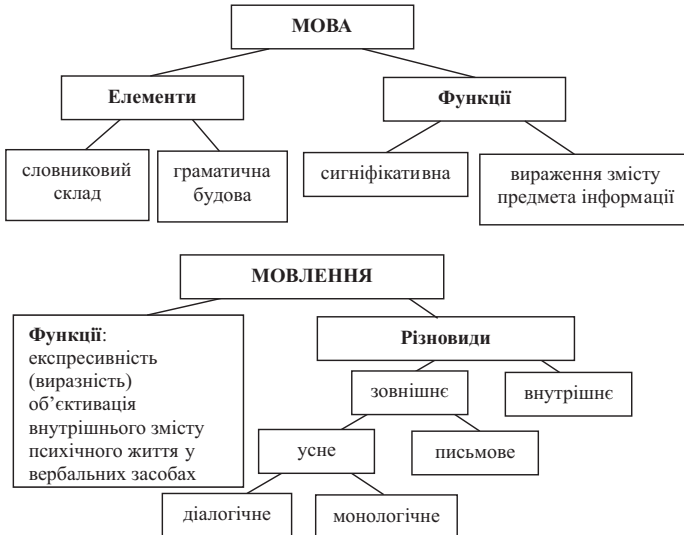 МОВА
Елементи
Функції
словниковий
склад
граматична
будова
сигніфікативна
вираження змісту
предмета інформації
МОВЛЕННЯ
Функції:
експресивність
(виразність)
об’єктивація
внутрішнього змісту
психічного життя у
вербальних засобах
Різновиди
зовнішнє
внутрішнє
усне
письмове
діалогічне
монологічне